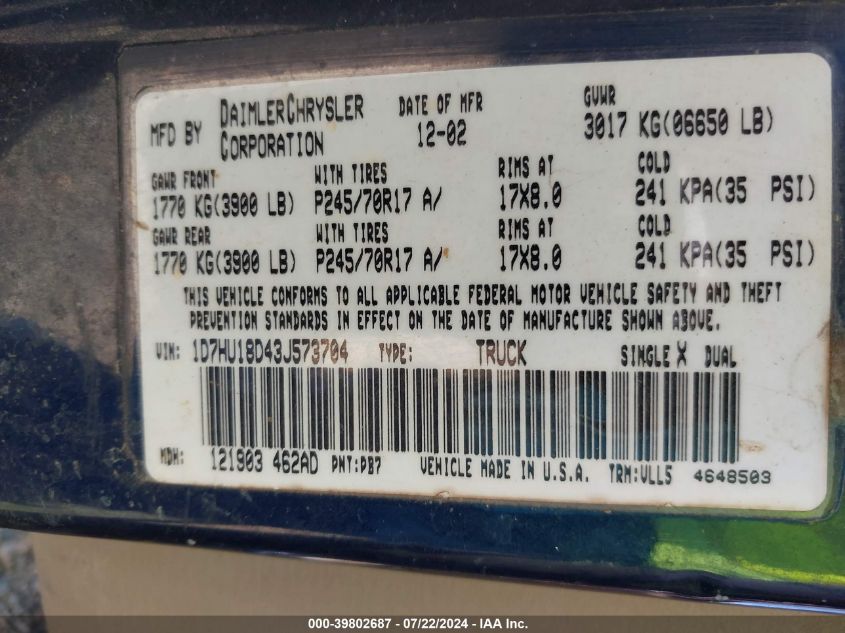 MFD BY DAIMLERCHRYSLER CORPORATION DATE OF MFR 12-02 GVWR 3017 KG(06650 LB)
GAWR FRONT WITH TIRES RIMS AT COLD
1770 KG(3900 LB) P245/70R17 A/ 17X8.0 241 KPA(35 PSI)
GAWR REAR WITH TIRES RIMS AT COLD
1770 KG(3900 LB) P245/70R17 A/ 17X8.0 241 KPA(35 PSI)
THIS VEHICLE CONFORMS TO ALL APPLICABLE FEDERAL MOTOR VEHICLE SAFETY AND THEFT
PREVENTION STANDARDS IN EFFECT ON THE DATE OF MANUFACTURE SHOWN ABOVE.
VIN: 1D7HU18D43J573704 TYPE: TRUCK SINGLE X DUAL
MDH: 121903 462AD PNT:PB7 VEHICLE MADE IN U.S.A. TRM:VLL5 4648503
000-39802687 - 07/22/2024 - IAA Inc.